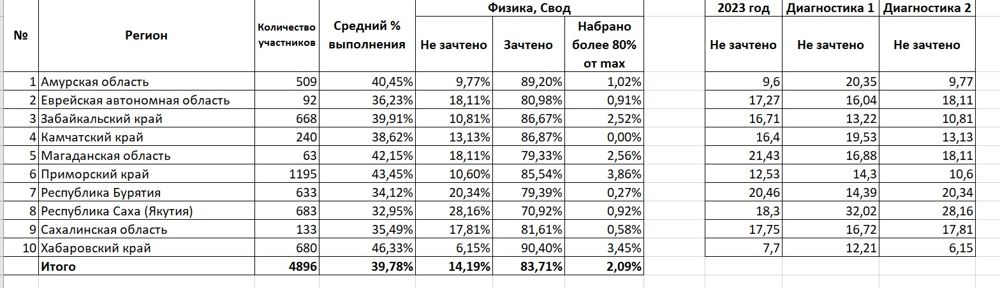 Физика, Свод 2023 год Диагностика 1 Диагностика 2
№ Регион Количество участников Средний % выполнения Не зачтено Зачтено Набрано более 80% от max Не зачтено Не зачтено Не зачтено
1 Амурская область 509 40,45% 9,77% 89,20% 1,02% 9,6 20,35 9,77
2 Еврейская автономная область 92 36,23% 18,11% 80,98% 0,91% 17,27 16,04 18,11
3 Забайкальский край 668 39,91% 10,81% 86,67% 2,52% 16,71 13,22 10,81
4 Камчатский край 240 38,62% 13,13% 86,87% 0,00% 16,4 19,53 13,13
5 Магаданская область 63 42,15% 18,11% 79,33% 2,56% 21,43 16,88 18,11
6 Приморский край 1195 43,45% 10,60% 85,54% 3,86% 12,53 14,3 10,6
7 Республика Бурятия 633 34,12% 20,34% 79,39% 0,27% 20,46 14,39 20,34
8 Республика Саха (Якутия) 683 32,95% 28,16% 70,92% 0,92% 18,3 32,02 28,16
9 Сахалинская область 133 35,49% 17,81% 81,61% 0,58% 17,75 16,72 17,81
10 Хабаровский край 680 46,33% 6,15% 90,40% 3,45% 7,7 12,21 6,15
Итого 4896 39,78% 14,19% 83,71% 2,09%